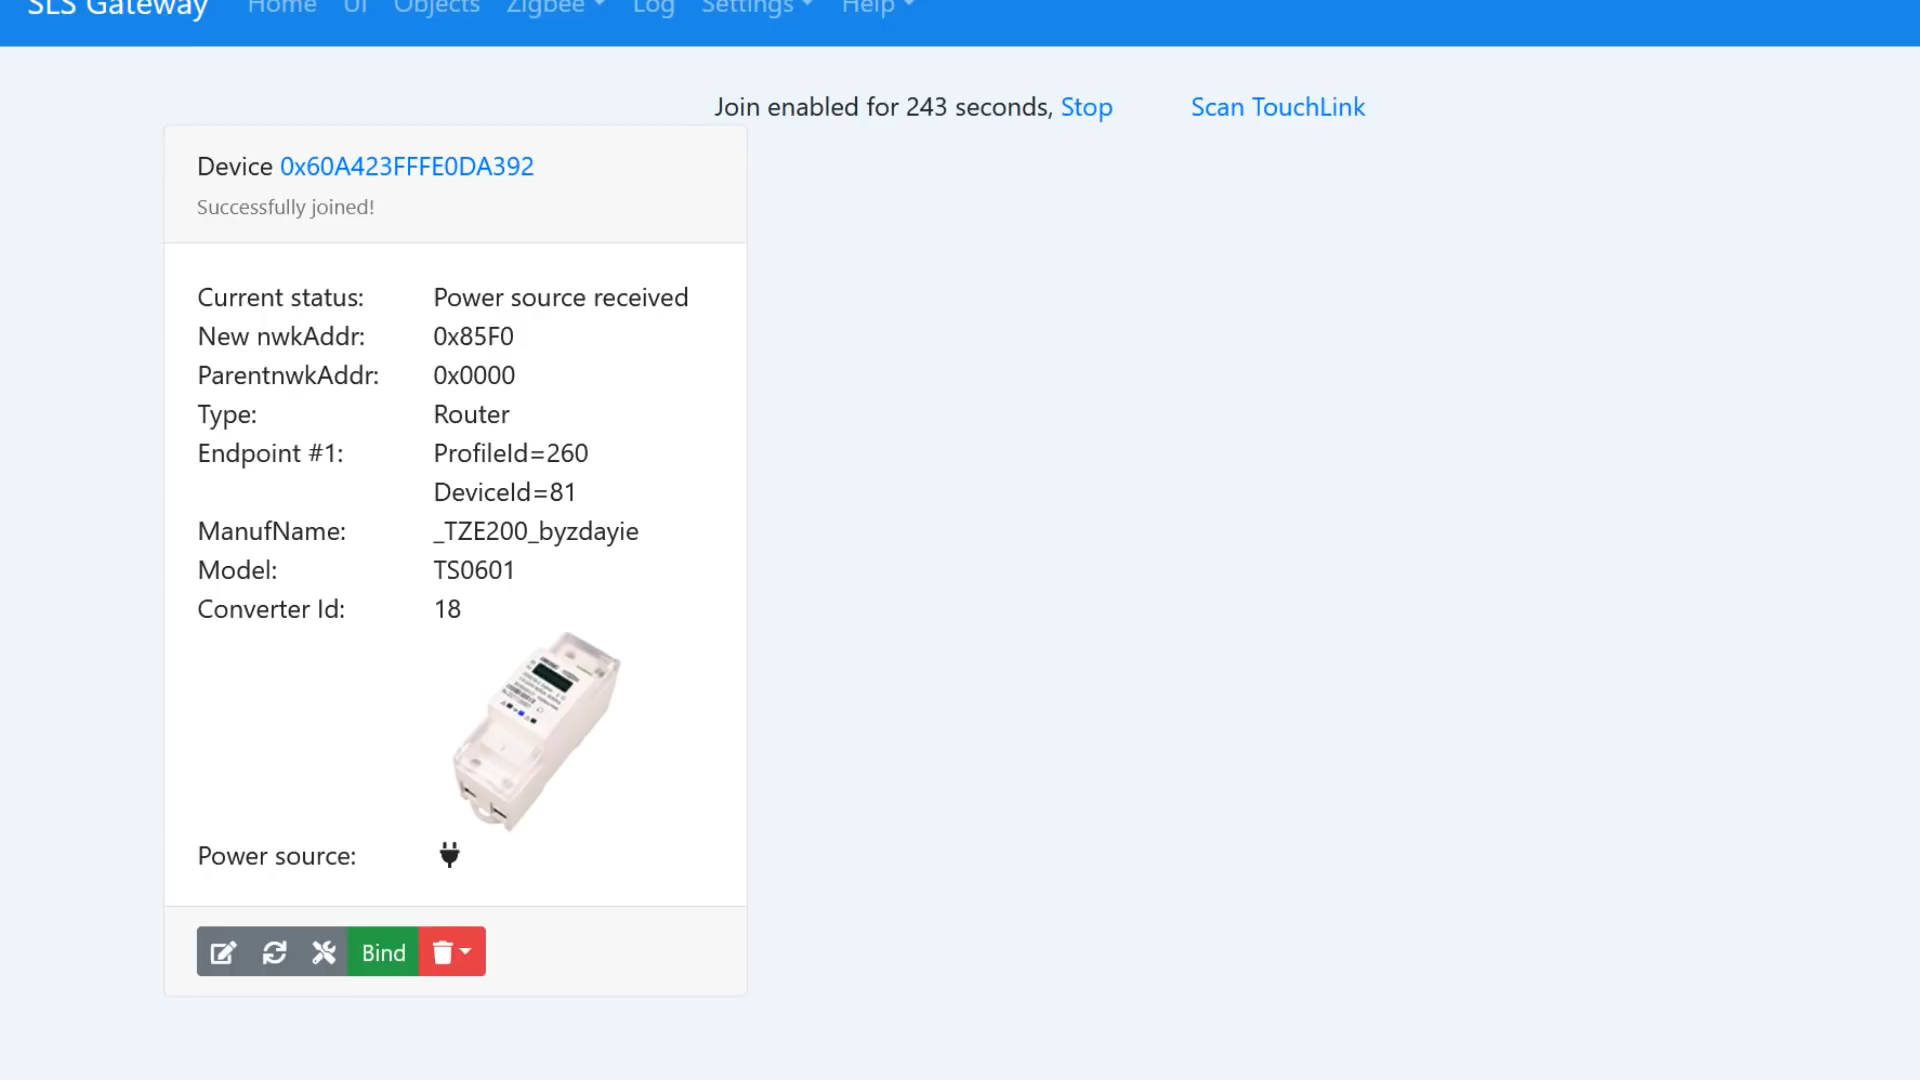 SLS Gateway Home UI Objects Zigbee Log Settings Help
Join enabled for 243 seconds, Stop Scan TouchLink
Device 0x60A423FFFE0DA392
Successfully joined!
Current status: Power source received
New nwkAddr: 0x85F0
ParentnwkAddr: 0x0000
Type: Router
Endpoint #1: ProfileId=260
DeviceId=81
ManufName: _TZE200_byzdayie
Model: TS0601
Converter Id: 18
Power source:
Bind